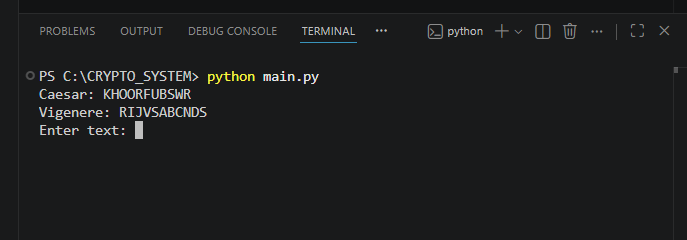 PROBLEMS OUTPUT DEBUG CONSOLE TERMINAL ••• python
PS C:\CRYPTO_SYSTEM> python main.py
Caesar: KHOORFUBSWR
Vigenere: RIJVSABCNDS
Enter text: